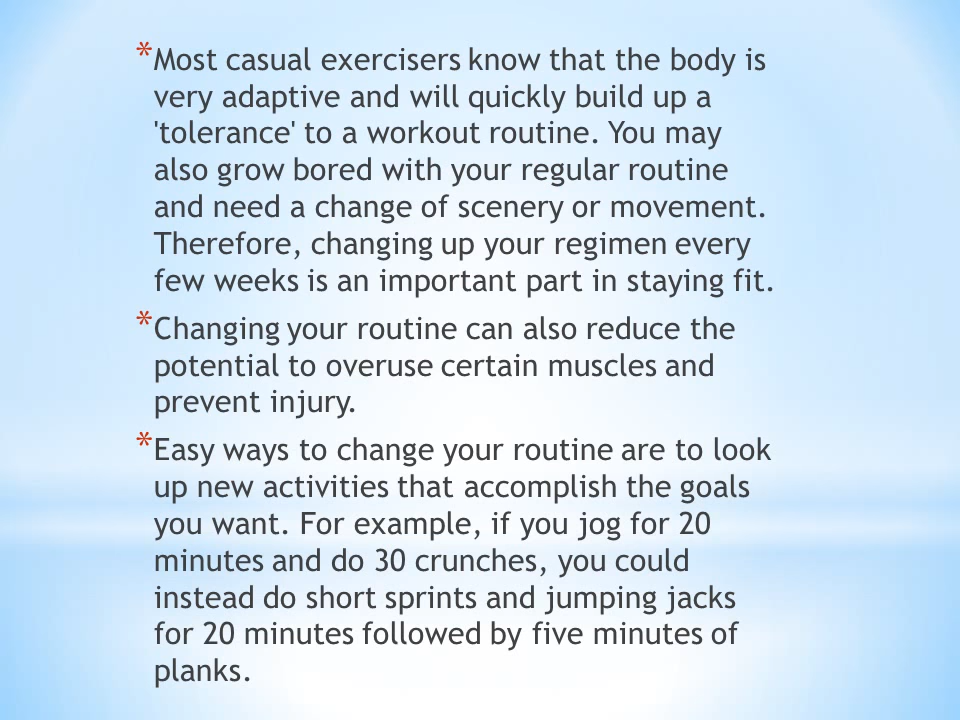 * Most casual exercisers know that the body is
very adaptive and will quickly build up a
'tolerance' to a workout routine. You may
also grow bored with your regular routine
and need a change of scenery or movement.
Therefore, changing up your regimen every
few weeks is an important part in staying fit.
* Changing your routine can also reduce the
potential to overuse certain muscles and
prevent injury.
* Easy ways to change your routine are to look
up new activities that accomplish the goals
you want. For example, if you jog for 20
minutes and do 30 crunches, you could
instead do short sprints and jumping jacks
for 20 minutes followed by five minutes of
planks.